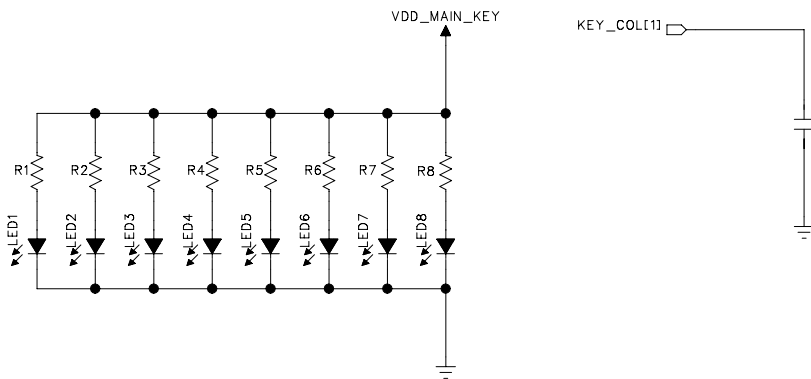 VDD_MAIN_KEY
KEY_COL[1]
R1 R2 R3 R4 R5 R6 R7 R8
LED1 LED2 LED3 LED4 LED5 LED6 LED7 LED8